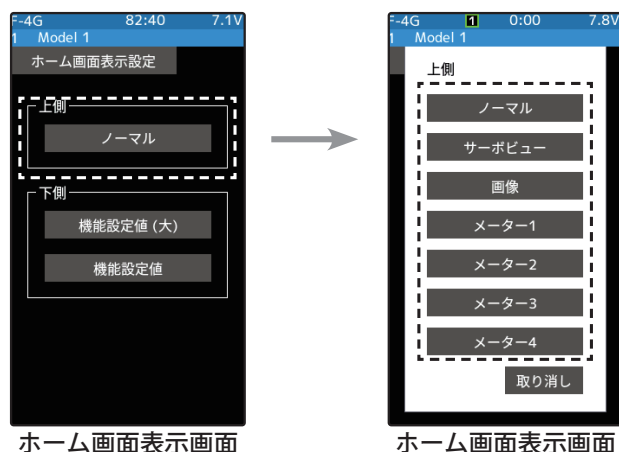 F-4G 82:40 7.1V
1 Model 1
ホーム画面表示設定
上側
ノーマル
下側
機能設定値 (大)
機能設定値
ホーム画面表示画面
F-4G 1 0:00 7.8V
1 Model 1
上側
ノーマル
サーボビュー
画像
メーター1
メーター2
メーター3
メーター4
取り消し
ホーム画面表示画面